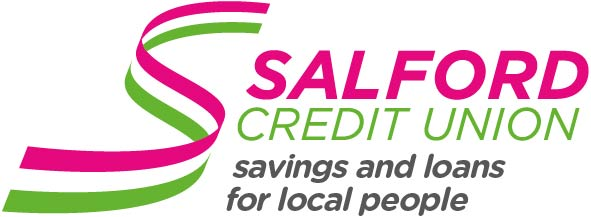 SALFORD
CREDIT UNION
savings and loans
for local people